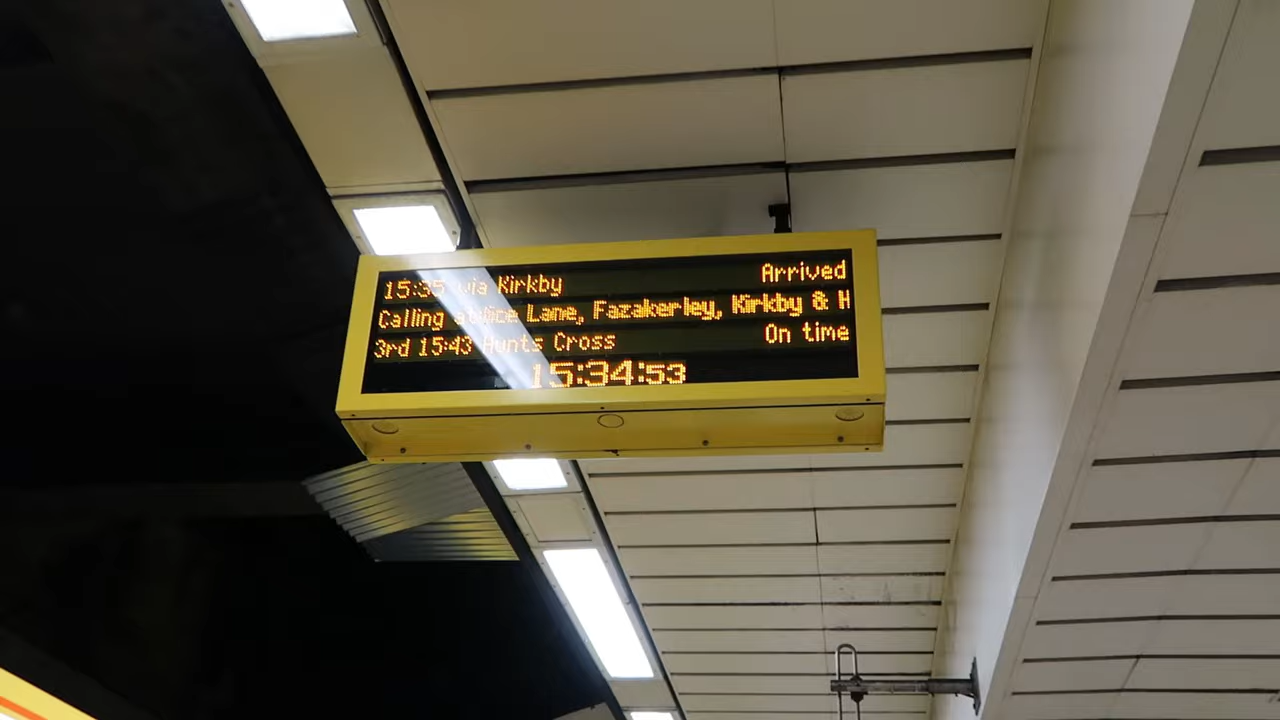 15:35 via Kirkby Arrived
Calling Lane, Fazakerley, Kirkby & H
3rd 15:43 Hunts Cross On time
15:34:53